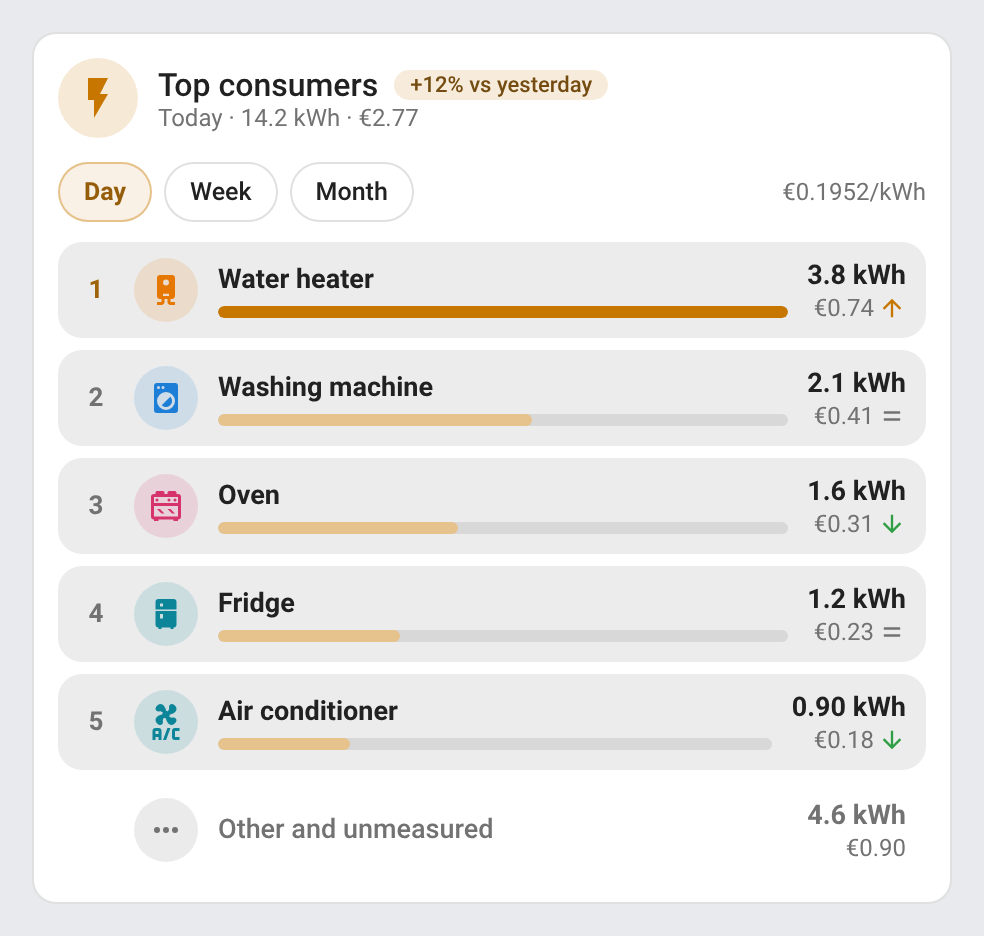 Top consumers +12% vs yesterday
Today · 14.2 kWh · €2.77
Day Week Month €0.1952/kWh
1 Water heater 3.8 kWh
€0.74
2 Washing machine 2.1 kWh
€0.41
3 Oven 1.6 kWh
€0.31
4 Fridge 1.2 kWh
€0.23
5 A/C Air conditioner 0.90 kWh
€0.18
Other and unmeasured 4.6 kWh
€0.90